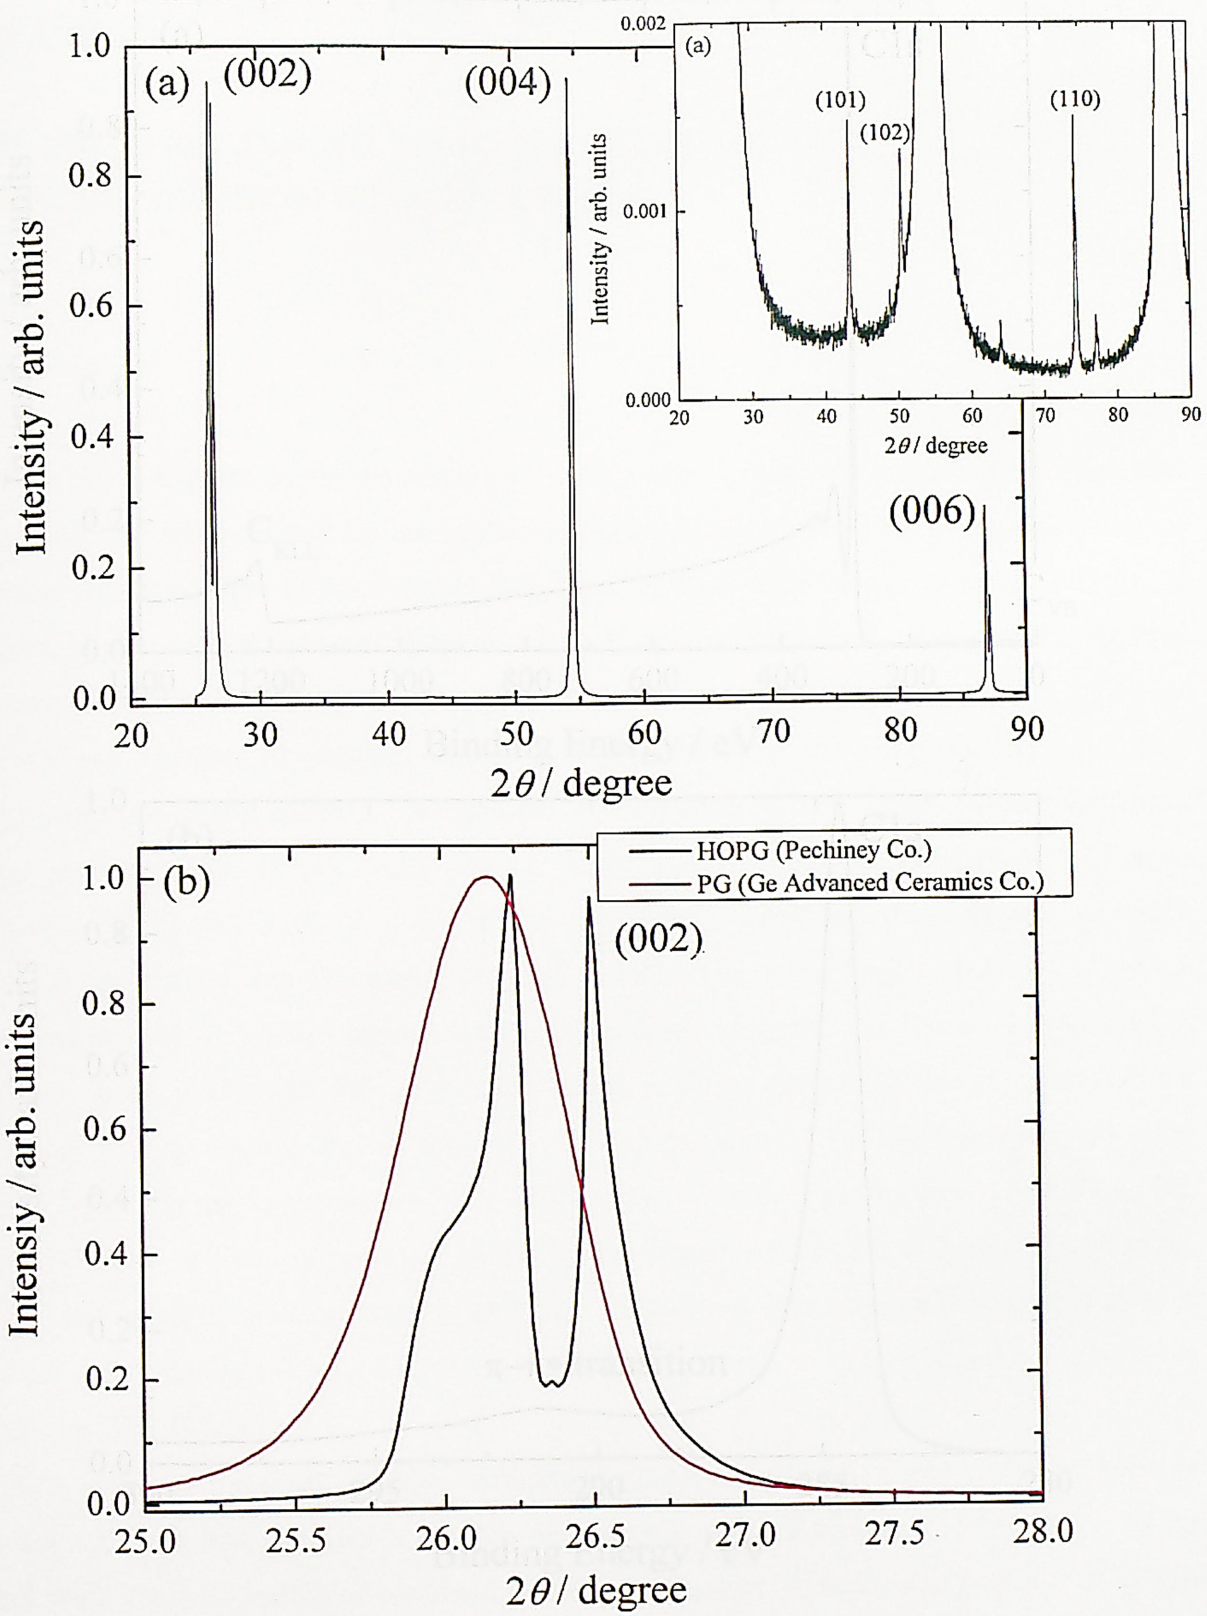 (a)
(002)
(004)
(006)
1.0
0.8
0.6
0.4
0.2
0.0
Intensity / arb. units
20 30 40 50 60 70 80 90
2θ / degree
(a)
(101)
(102)
(110)
0.002
0.001
0.000
Intensity / arb. units
20 30 40 50 60 70 80 90
2θ / degree
(b)
HOPG (Pechiney Co.)
PG (Ge Advanced Ceramics Co.)
(002)
1.0
0.8
0.6
0.4
0.2
0.0
Intensiy / arb. units
25.0 25.5 26.0 26.5 27.0 27.5 28.0
2θ / degree